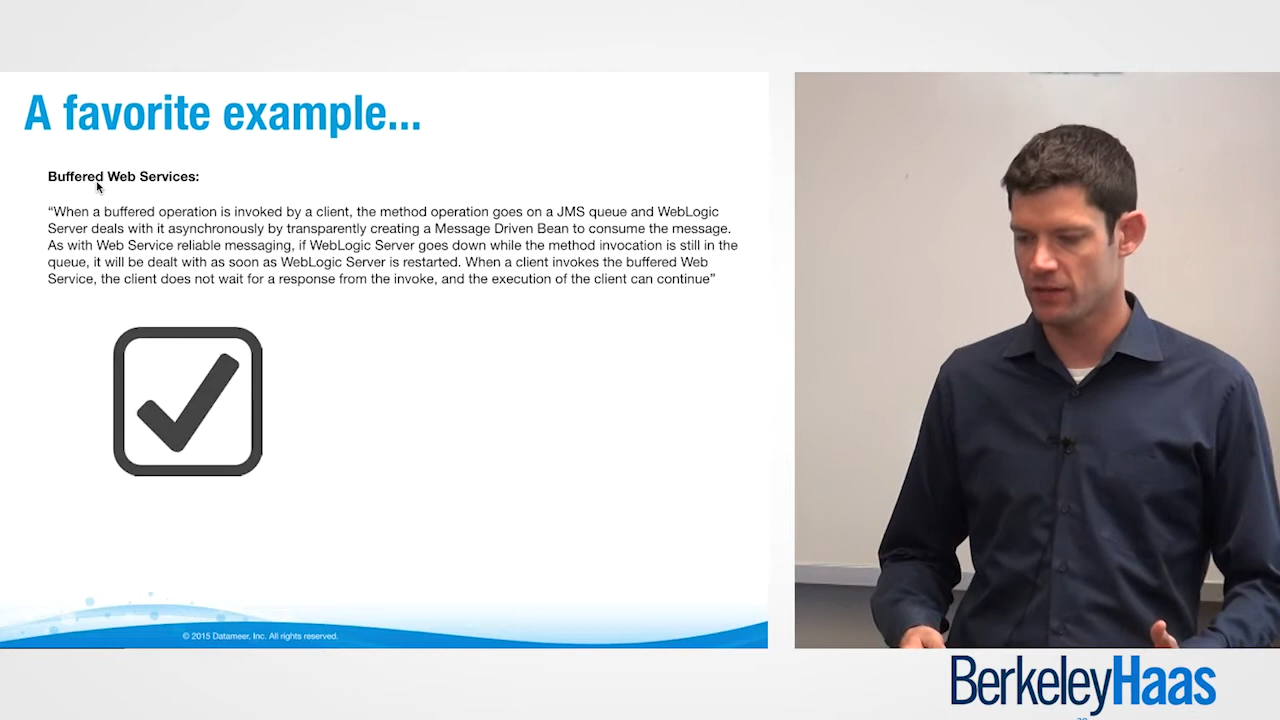 A favorite example...
Buffered Web Services:
“When a buffered operation is invoked by a client, the method operation goes on a JMS queue and WebLogic
Server deals with it asynchronously by transparently creating a Message Driven Bean to consume the message.
As with Web Service reliable messaging, if WebLogic Server goes down while the method invocation is still in the
queue, it will be dealt with as soon as WebLogic Server is restarted. When a client invokes the buffered Web
Service, the client does not wait for a response from the invoke, and the execution of the client can continue”
© 2015 Datameer, Inc. All rights reserved.
BerkeleyHaas